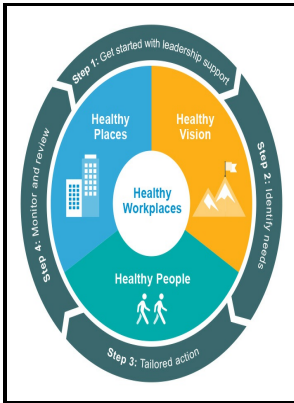 Step 1: Get started with leadership support
Healthy
Places
Healthy
Vision
Healthy
Workplaces
Healthy People
Step 2: Identify needs
Step 3: Tailored action
Step 4: Monitor and review